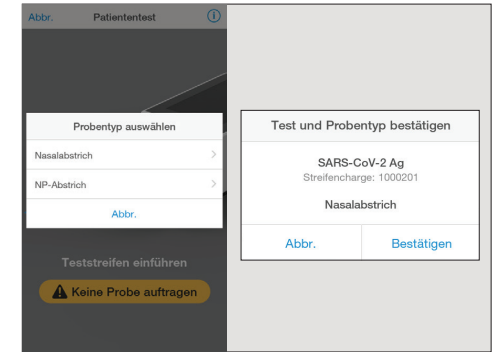 Abbr.
Patiententest
Probentyp auswählen
Nasalabstrich
NP-Abstrich
Abbr.
Teststreifen einführen
Keine Probe auftragen
Test und Probentyp bestätigen
SARS-CoV-2 Ag
Streifencharge: 1000201
Nasalabstrich
Abbr.
Bestätigen